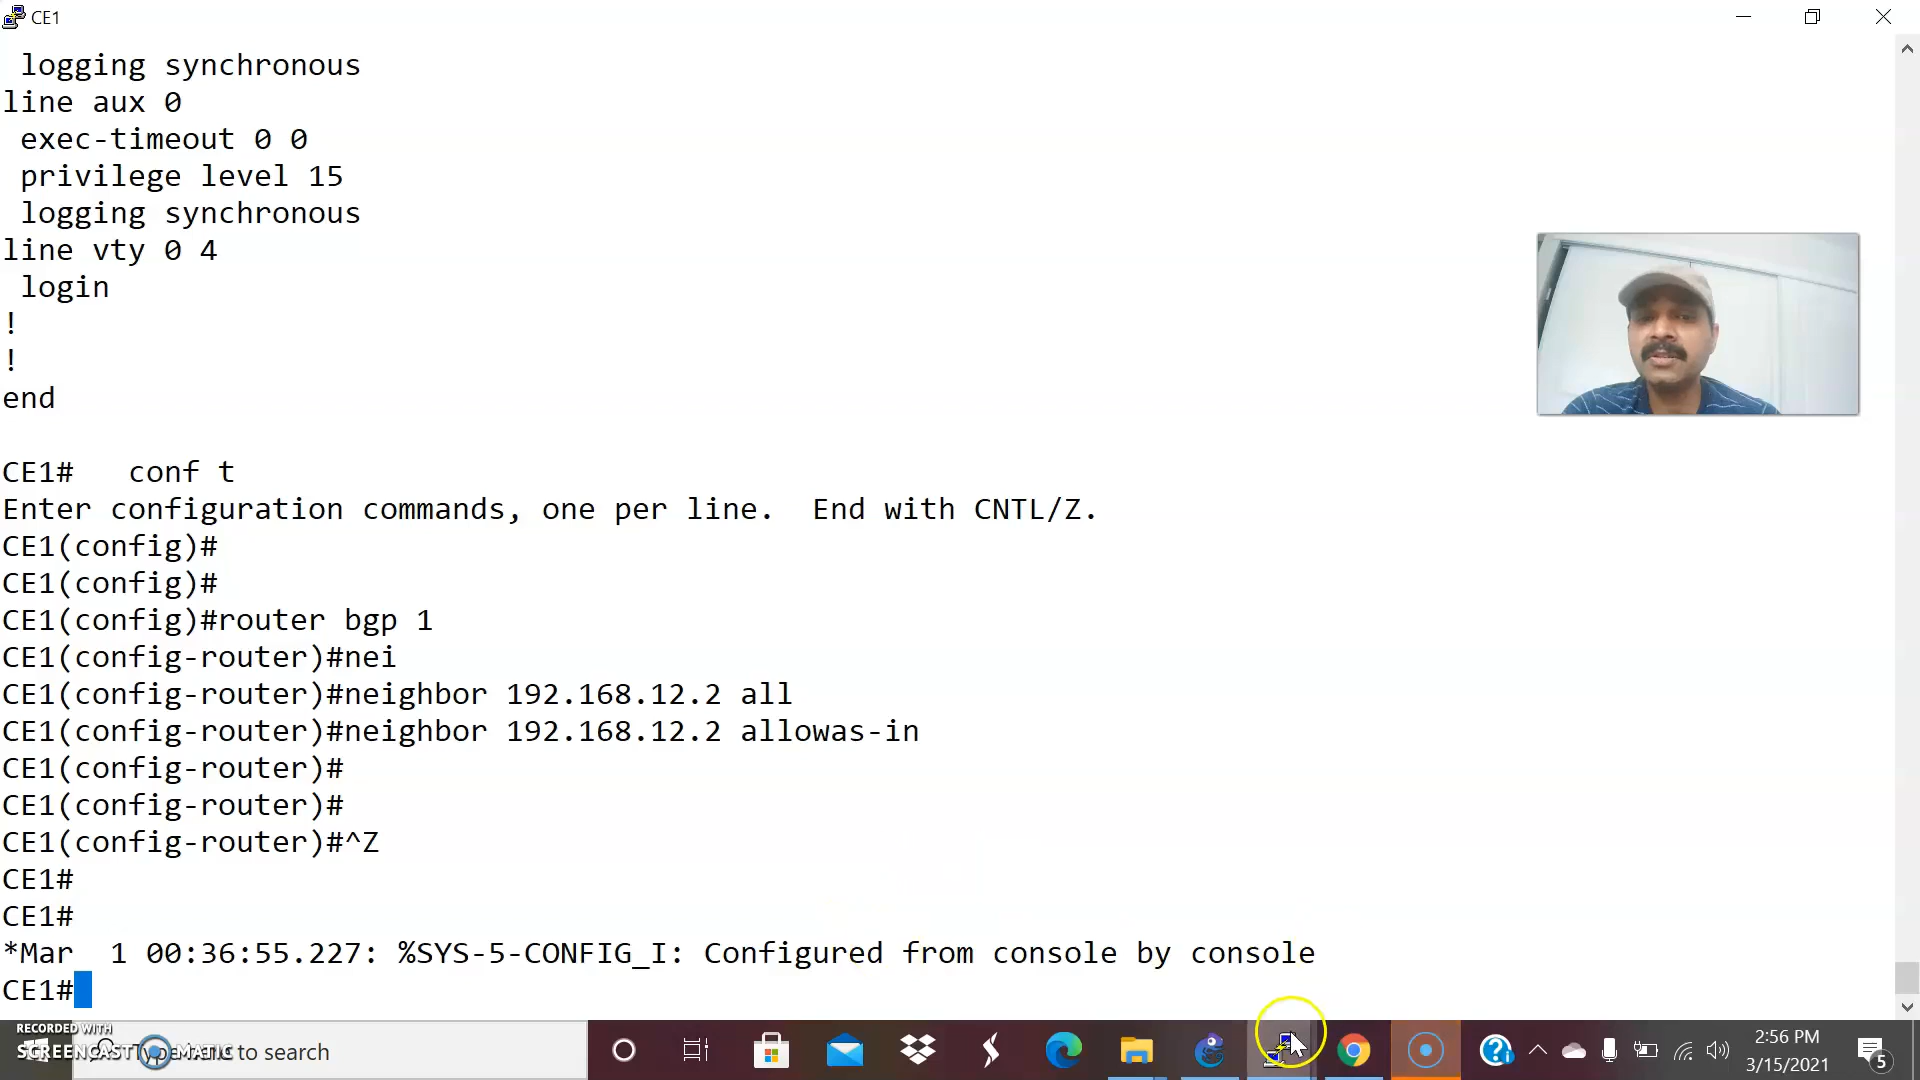 CE1
logging synchronous
line aux 0
exec-timeout 0 0
privilege level 15
logging synchronous
line vty 0 4
login
!
!
end
CE1#   conf t
Enter configuration commands, one per line.  End with CNTL/Z.
CE1(config)#
CE1(config)#
CE1(config)#router bgp 1
CE1(config-router)#nei
CE1(config-router)#neighbor 192.168.12.2 all
CE1(config-router)#neighbor 192.168.12.2 allowas-in
CE1(config-router)#
CE1(config-router)#
CE1(config-router)#^Z
CE1#
CE1#
*Mar  1 00:36:55.227: %SYS-5-CONFIG_I: Configured from console by console
CE1#
RECORDED WITH
SCREENCAST MATIC
to search
2:56 PM
3/15/2021
5